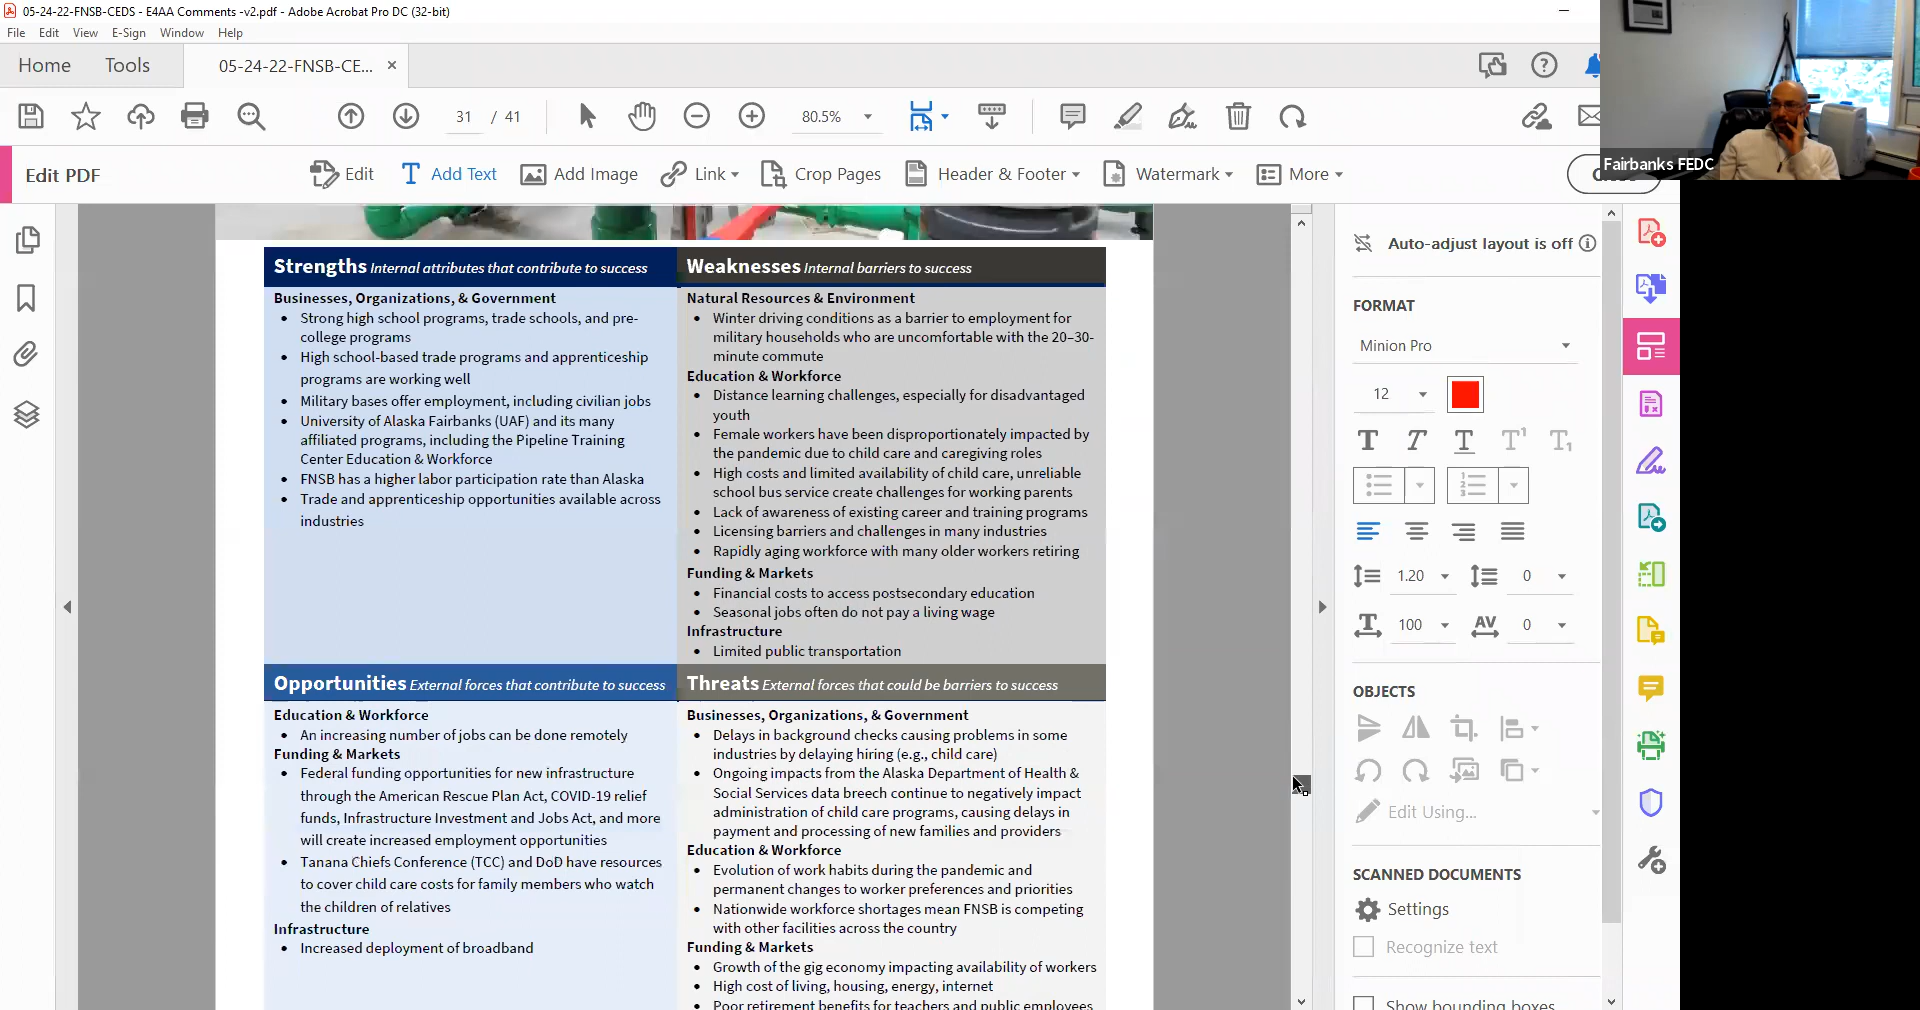 05-24-22-FNSB-CEDS - E4AA Comments -v2.pdf - Adobe Acrobat Pro DC (32-bit)
File Edit View E-Sign Window Help
Home Tools 05-24-22-FNSB-CE... ×
31 / 41 80.5%
Fairbanks FEDC
Edit PDF Edit Add Text Add Image Link Crop Pages Header & Footer Watermark More
Strengths Internal attributes that contribute to success
Businesses, Organizations, & Government
• Strong high school programs, trade schools, and pre-
college programs
• High school-based trade programs and apprenticeship
programs are working well
• Military bases offer employment, including civilian jobs
• University of Alaska Fairbanks (UAF) and its many
affiliated programs, including the Pipeline Training
Center Education & Workforce
• FNSB has a higher labor participation rate than Alaska
• Trade and apprenticeship opportunities available across
industries
Weaknesses Internal barriers to success
Natural Resources & Environment
• Winter driving conditions as a barrier to employment for
military households who are uncomfortable with the 20–30-
minute commute
Education & Workforce
• Distance learning challenges, especially for disadvantaged
youth
• Female workers have been disproportionately impacted by
the pandemic due to child care and caregiving roles
• High costs and limited availability of child care, unreliable
school bus service create challenges for working parents
• Lack of awareness of existing career and training programs
• Licensing barriers and challenges in many industries
• Rapidly aging workforce with many older workers retiring
Funding & Markets
• Financial costs to access postsecondary education
• Seasonal jobs often do not pay a living wage
Infrastructure
• Limited public transportation
Opportunities External forces that contribute to success
Education & Workforce
• An increasing number of jobs can be done remotely
Funding & Markets
• Federal funding opportunities for new infrastructure
through the American Rescue Plan Act, COVID-19 relief
funds, Infrastructure Investment and Jobs Act, and more
will create increased employment opportunities
• Tanana Chiefs Conference (TCC) and DoD have resources
to cover child care costs for family members who watch
the children of relatives
Infrastructure
• Increased deployment of broadband
Threats External forces that could be barriers to success
Businesses, Organizations, & Government
• Delays in background checks causing problems in some
industries by delaying hiring (e.g., child care)
• Ongoing impacts from the Alaska Department of Health &
Social Services data breech continue to negatively impact
administration of child care programs, causing delays in
payment and processing of new families and providers
Education & Workforce
• Evolution of work habits during the pandemic and
permanent changes to worker preferences and priorities
• Nationwide workforce shortages mean FNSB is competing
with other facilities across the country
Funding & Markets
• Growth of the gig economy impacting availability of workers
• High cost of living, housing, energy, internet
• Poor retirement benefits for teachers and public employees
Auto-adjust layout is off
FORMAT
Minion Pro
12
T T T T¹ T₁
1.20 0
100 AV 0
OBJECTS
Edit Using...
SCANNED DOCUMENTS
Settings
Recognize text
Show bounding boxes